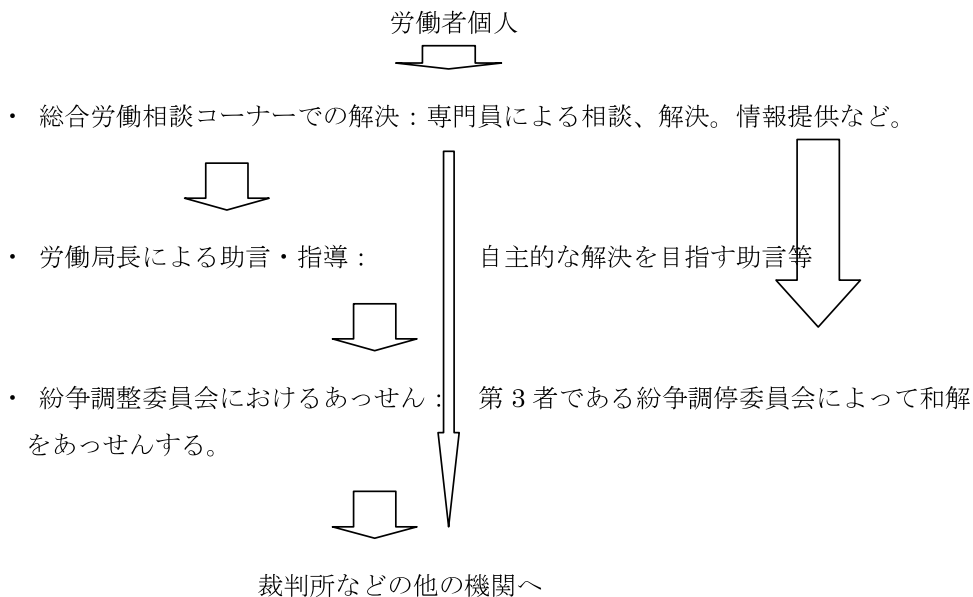 労働者個人
・ 総合労働相談コーナーでの解決：専門員による相談、解決。情報提供など。
・ 労働局長による助言・指導： 自主的な解決を目指す助言等
・ 紛争調整委員会におけるあっせん： 第３者である紛争調停委員会によって和解
をあっせんする。
裁判所などの他の機関へ